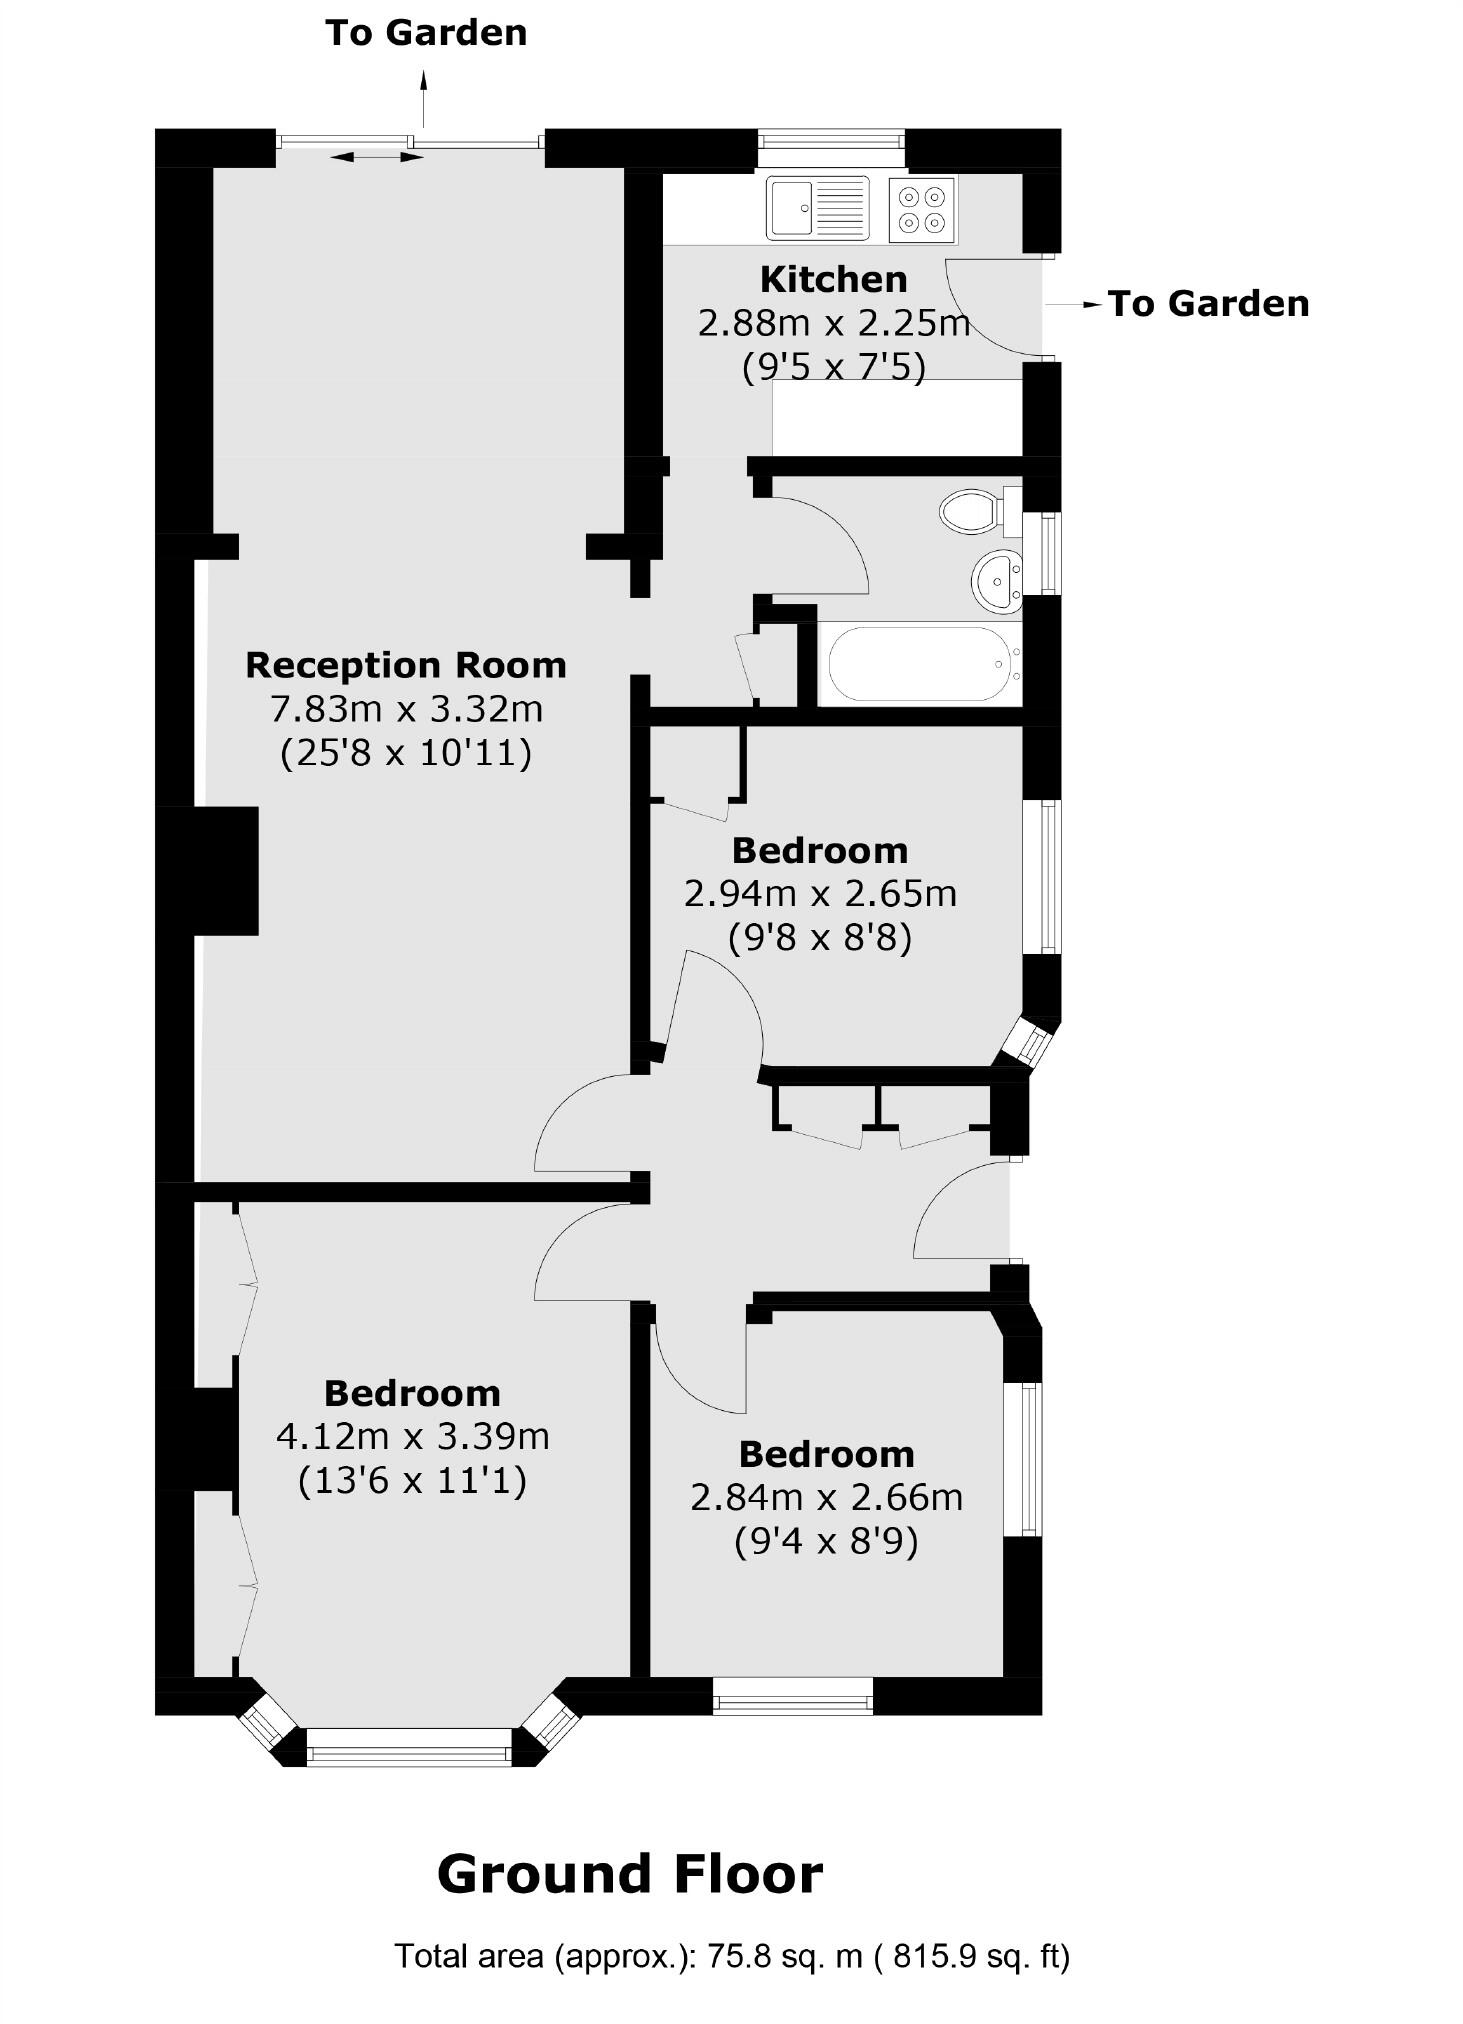 To Garden
Kitchen
2.88m x 2.25m
(9'5 x 7'5)
To Garden
Reception Room
7.83m x 3.32m
(25'8 x 10'11)
Bedroom
2.94m x 2.65m
(9'8 x 8'8)
Bedroom
4.12m x 3.39m
(13'6 x 11'1)
Bedroom
2.84m x 2.66m
(9'4 x 8'9)
Ground Floor
Total area (approx.): 75.8 sq. m ( 815.9 sq. ft)